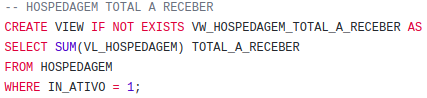 -- HOSPEDAGEM TOTAL A RECEBER
CREATE VIEW IF NOT EXISTS VW_HOSPEDAGEM_TOTAL_A_RECEBER AS
SELECT SUM(VL_HOSPEDAGEM) TOTAL_A_RECEBER
FROM HOSPEDAGEM
WHERE IN_ATIVO = 1;